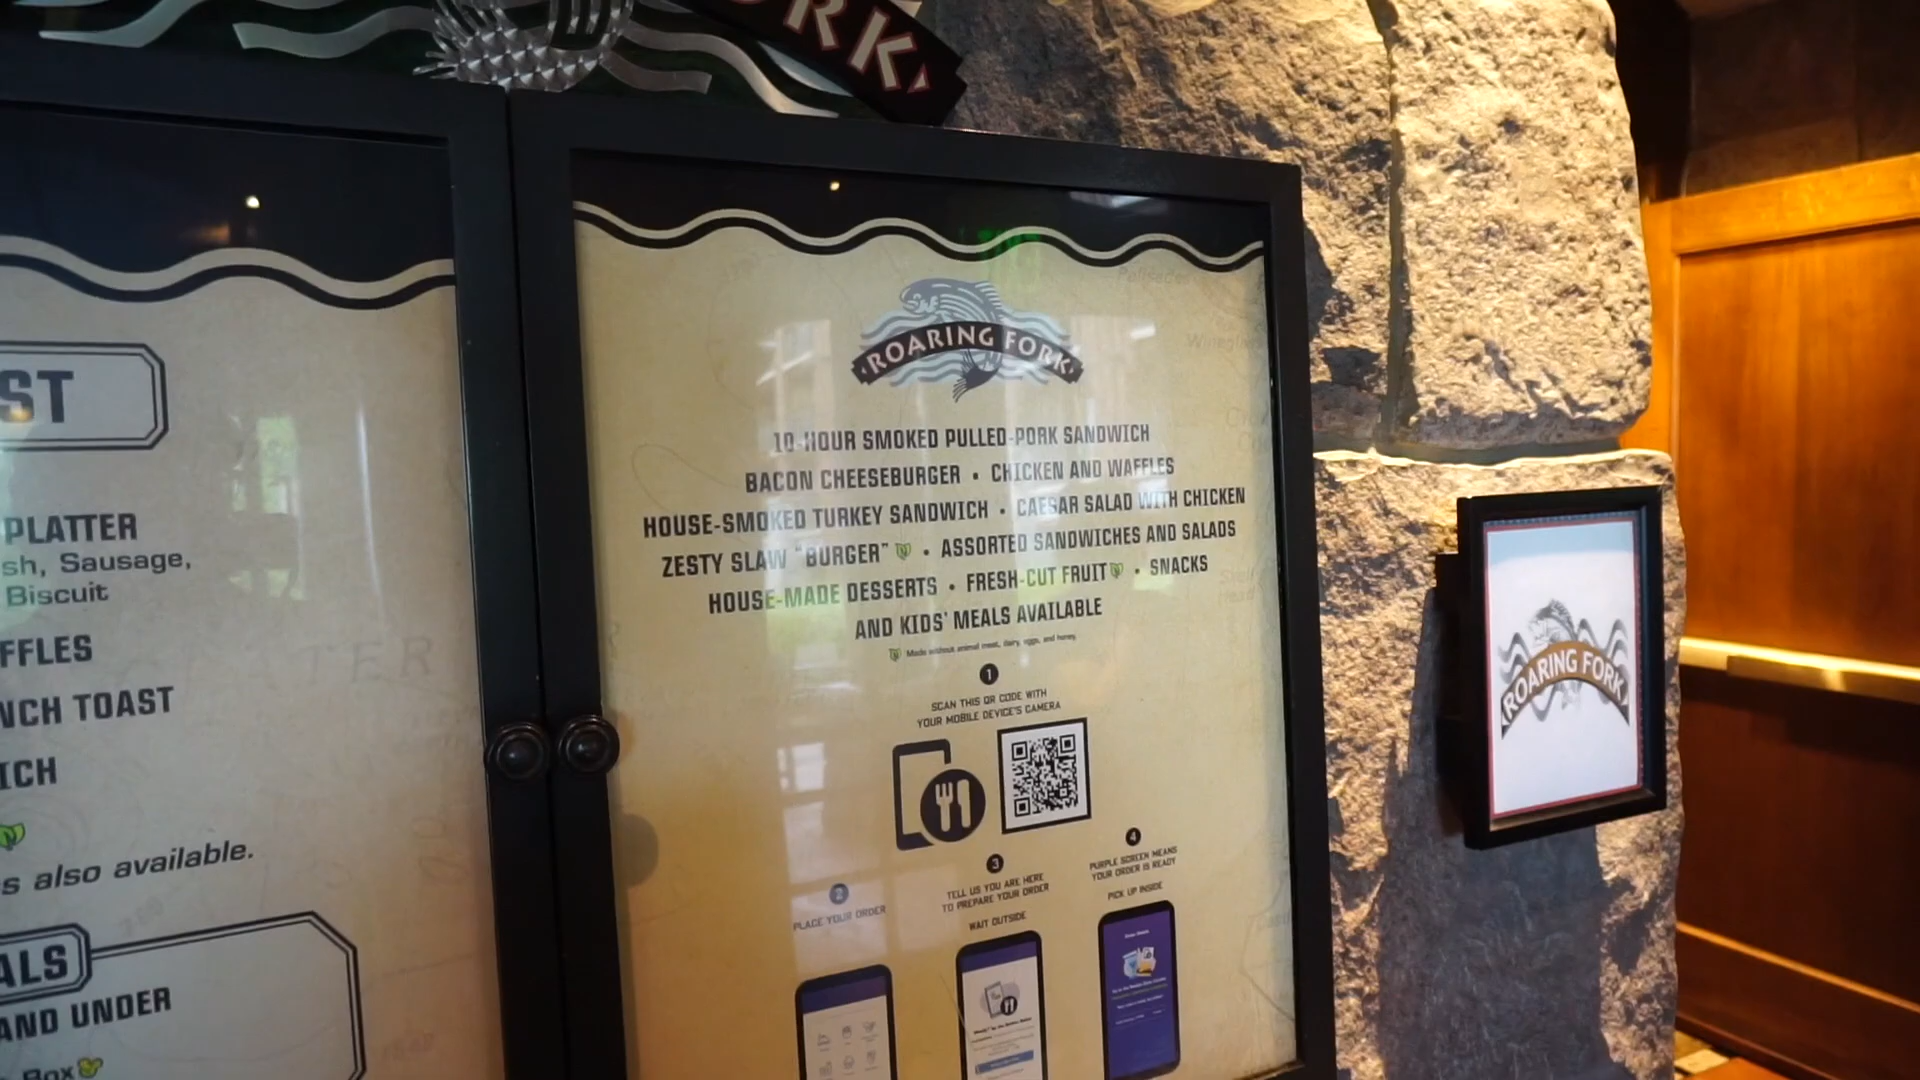 ORK
ST
PLATTER
sh, Sausage,
Biscuit
FFLES
NCH TOAST
ICH
s also available.
ALS
AND UNDER
Box
ROARING FORK
10-HOUR SMOKED PULLED-PORK SANDWICH
BACON CHEESEBURGER • CHICKEN AND WAFFLES
HOUSE-SMOKED TURKEY SANDWICH • CAESAR SALAD WITH CHICKEN
ZESTY SLAW "BURGER" • ASSORTED SANDWICHES AND SALADS
HOUSE-MADE DESSERTS • FRESH-CUT FRUIT • SNACKS
AND KIDS' MEALS AVAILABLE
Made without animal meat, dairy, eggs, and honey.
1
SCAN THIS QR CODE WITH
YOUR MOBILE DEVICE'S CAMERA
2
PLACE YOUR ORDER
3
TELL US YOU ARE HERE
TO PREPARE YOUR ORDER
WAIT OUTSIDE
4
PURPLE SCREEN MEANS
YOUR ORDER IS READY
PICK UP INSIDE
ROARING FORK